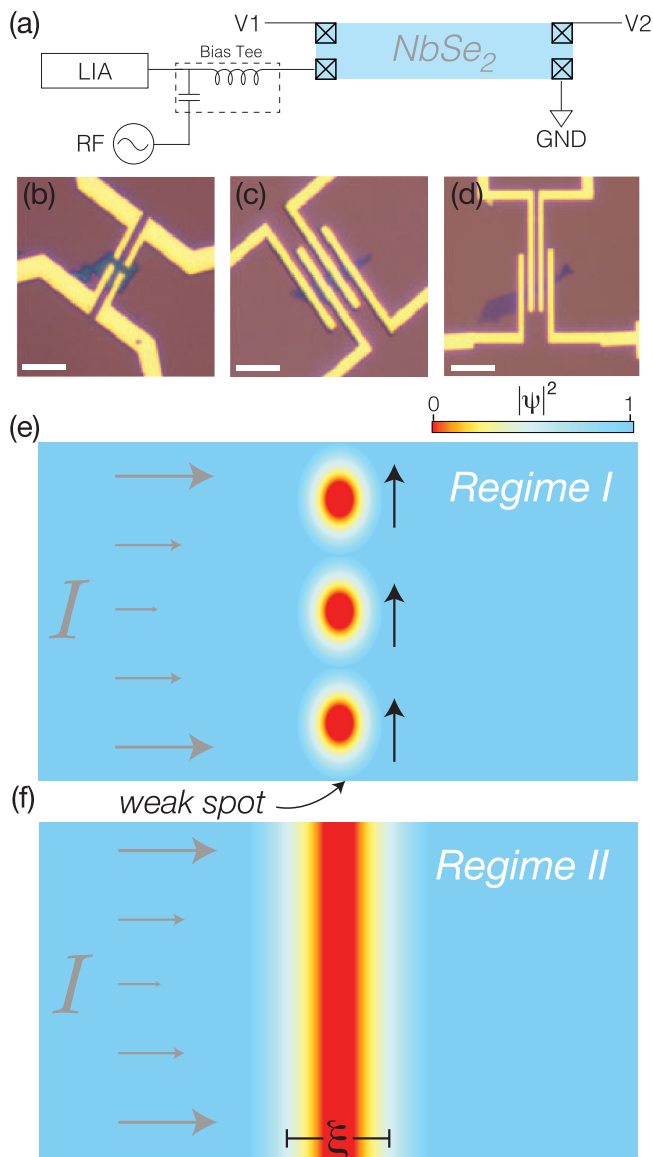 (a)
V1
V2
Bias Tee
NbSe2
LIA
RF
GND
(b)
(c)
(d)
|ψ|2
0
1
(e)
Regime I
I
weak spot
(f)
Regime II
I
ξ